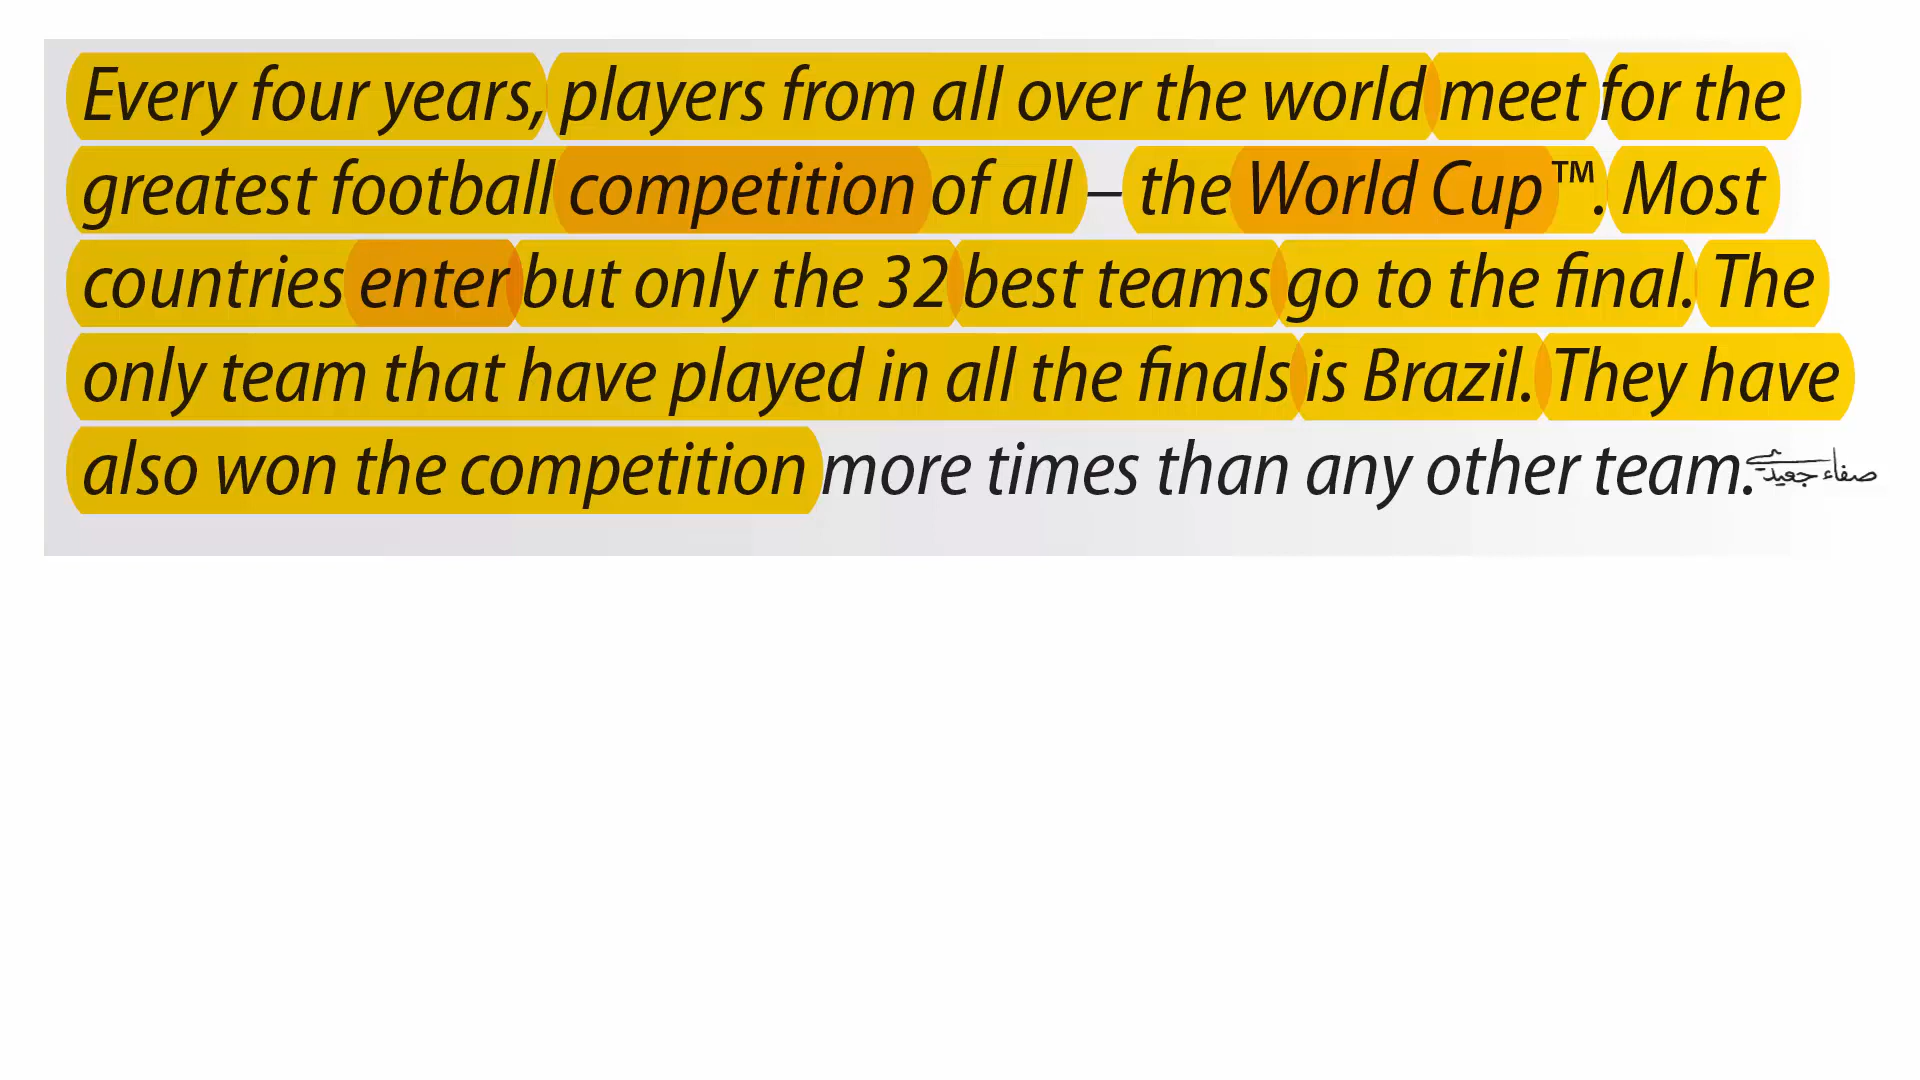 Every four years, players from all over the world meet for the
greatest football competition of all – the World Cup™. Most
countries enter but only the 32 best teams go to the final. The
only team that have played in all the finals is Brazil. They have
also won the competition more times than any other team.
صفاء جعيد